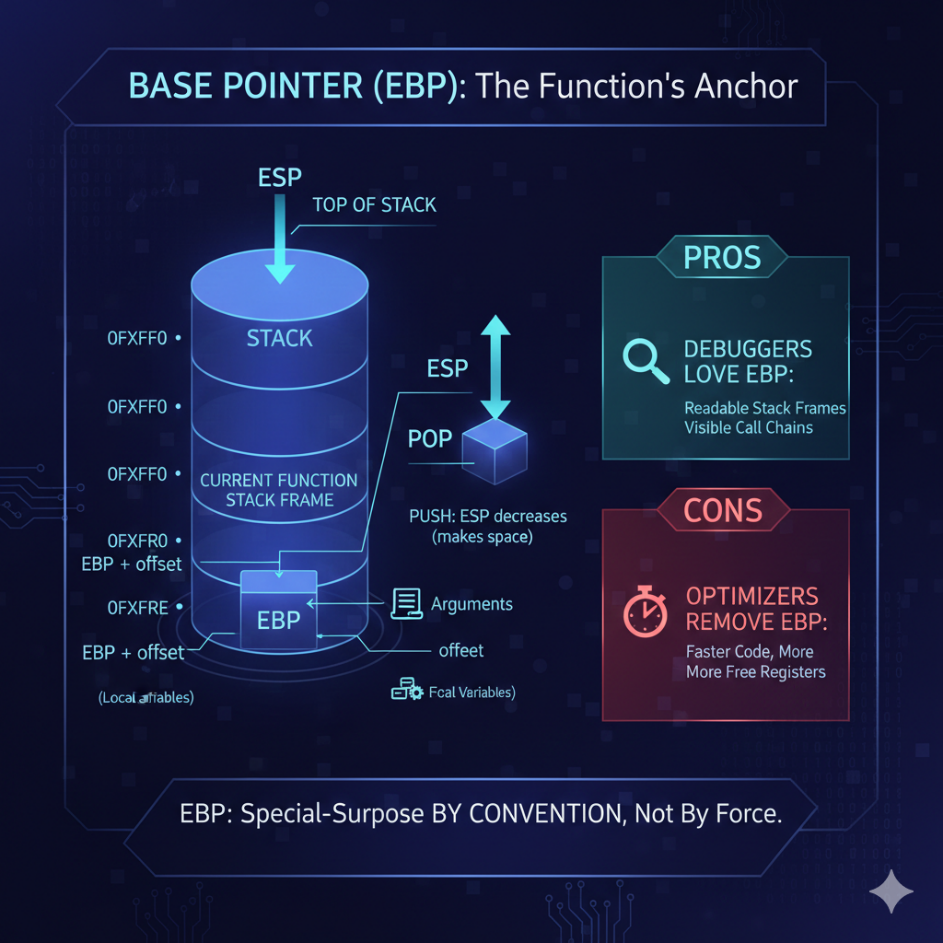 BASE POINTER (EBP): The Function's Anchor
ESP
TOP OF STACK
STACK
0FXFF0
0FXFF0
0FXFF0
0FXFR0
EBP + offset
0FXFRE
EBP + offset
(Local
CURRENT FUNCTION
STACK FRAME
EBP
ESP
POP
PUSH: ESP decreases
(makes space)
Arguments
offeet
Fcal Variables)
PROS
DEBUGGERS
LOVE EBP:
Readable Stack Frames
Visible Call Chains
CONS
OPTIMIZERS
REMOVE EBP:
Faster Code, More
More Free Registers
EBP: Special-Surpose BY CONVENTION, Not By Force.